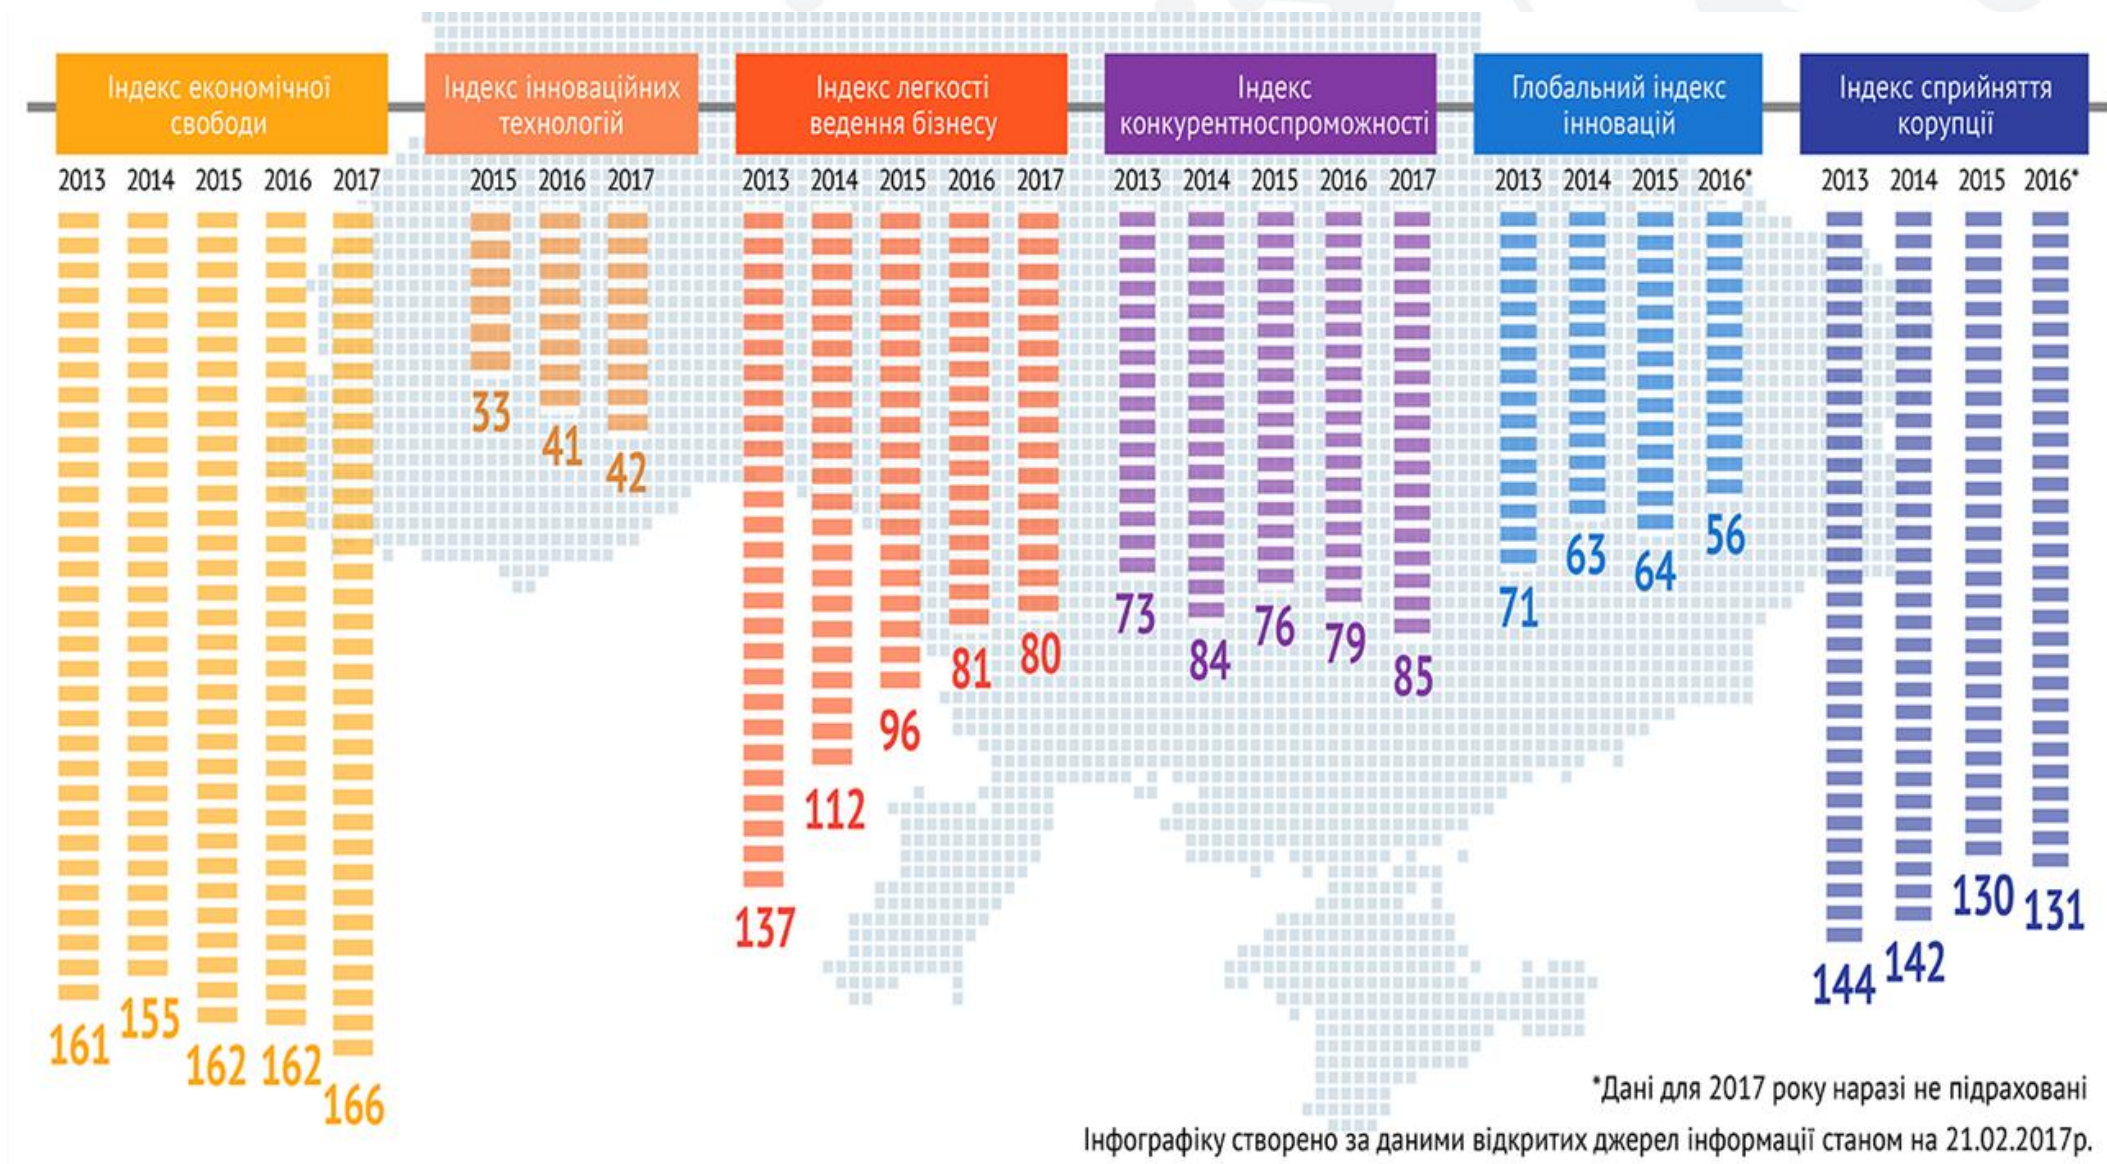 Індекс економічної
свободи
Індекс інноваційних
технологій
Індекс легкості
ведення бізнесу
Індекс
конкурентноспроможності
Глобальний індекс
інновацій
Індекс сприйняття
корупції
2013 2014 2015 2016 2017
2015 2016 2017
2013 2014 2015 2016 2017
2013 2014 2015 2016 2017
2013 2014 2015 2016*
2013 2014 2015 2016*
161 155 162 162 166
33 41 42
137 112 96 81 80
73 84 76 79 85
71 63 64 56
144 142 130 131
*Дані для 2017 року наразі не підраховані
Інфографіку створено за даними відкритих джерел інформації станом на 21.02.2017р.